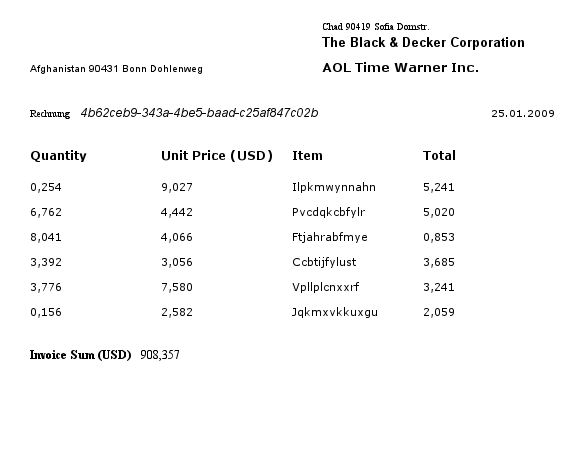 Chad 90419 Sofia Domstr.
The Black & Decker Corporation
Afghanistan 90431 Bonn Dohlenweg AOL Time Warner Inc.
Rechnung 4b62ceb9-343a-4be5-baad-c25af847c02b 25.01.2009
Quantity Unit Price (USD) Item Total
0,254 9,027 Ilpkmwynnahn 5,241
6,762 4,442 Pvcdqkcbfylr 5,020
8,041 4,066 Ftjahrabfmye 0,853
3,392 3,056 Ccbtijfylust 3,685
3,776 7,580 Vpllplcnxxrf 3,241
0,156 2,582 Jqkmxvkkuxgu 2,059
Invoice Sum (USD) 908,357